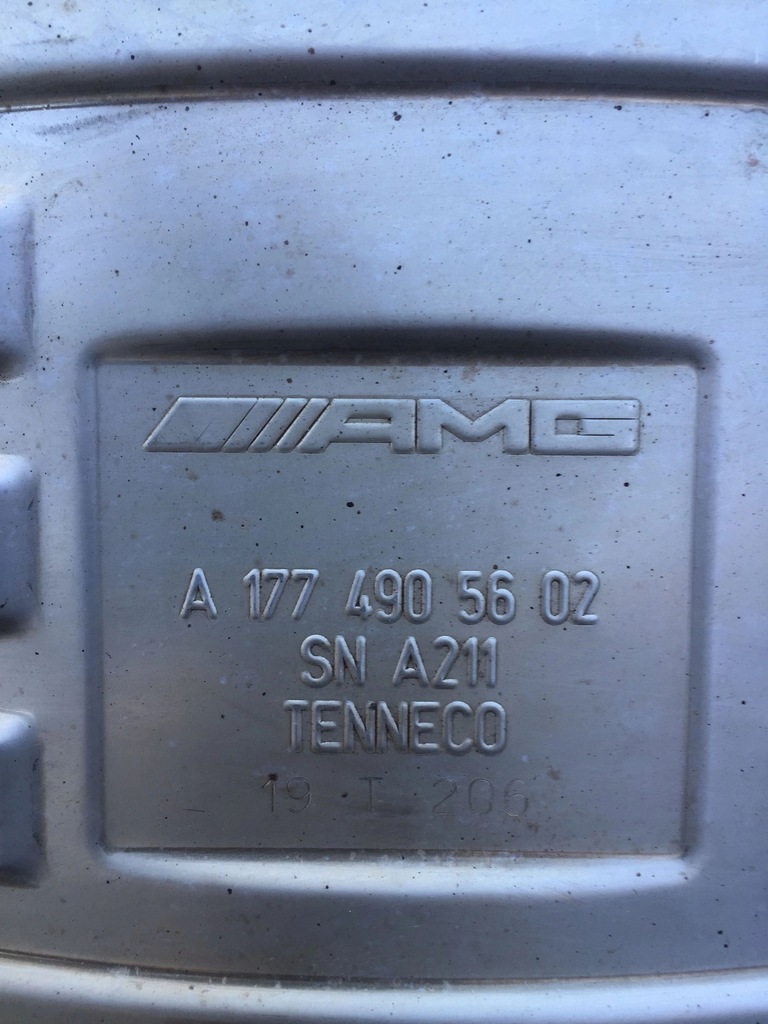 AMG
A 177 490 56 02
SN A211
TENNECO
19 T 206